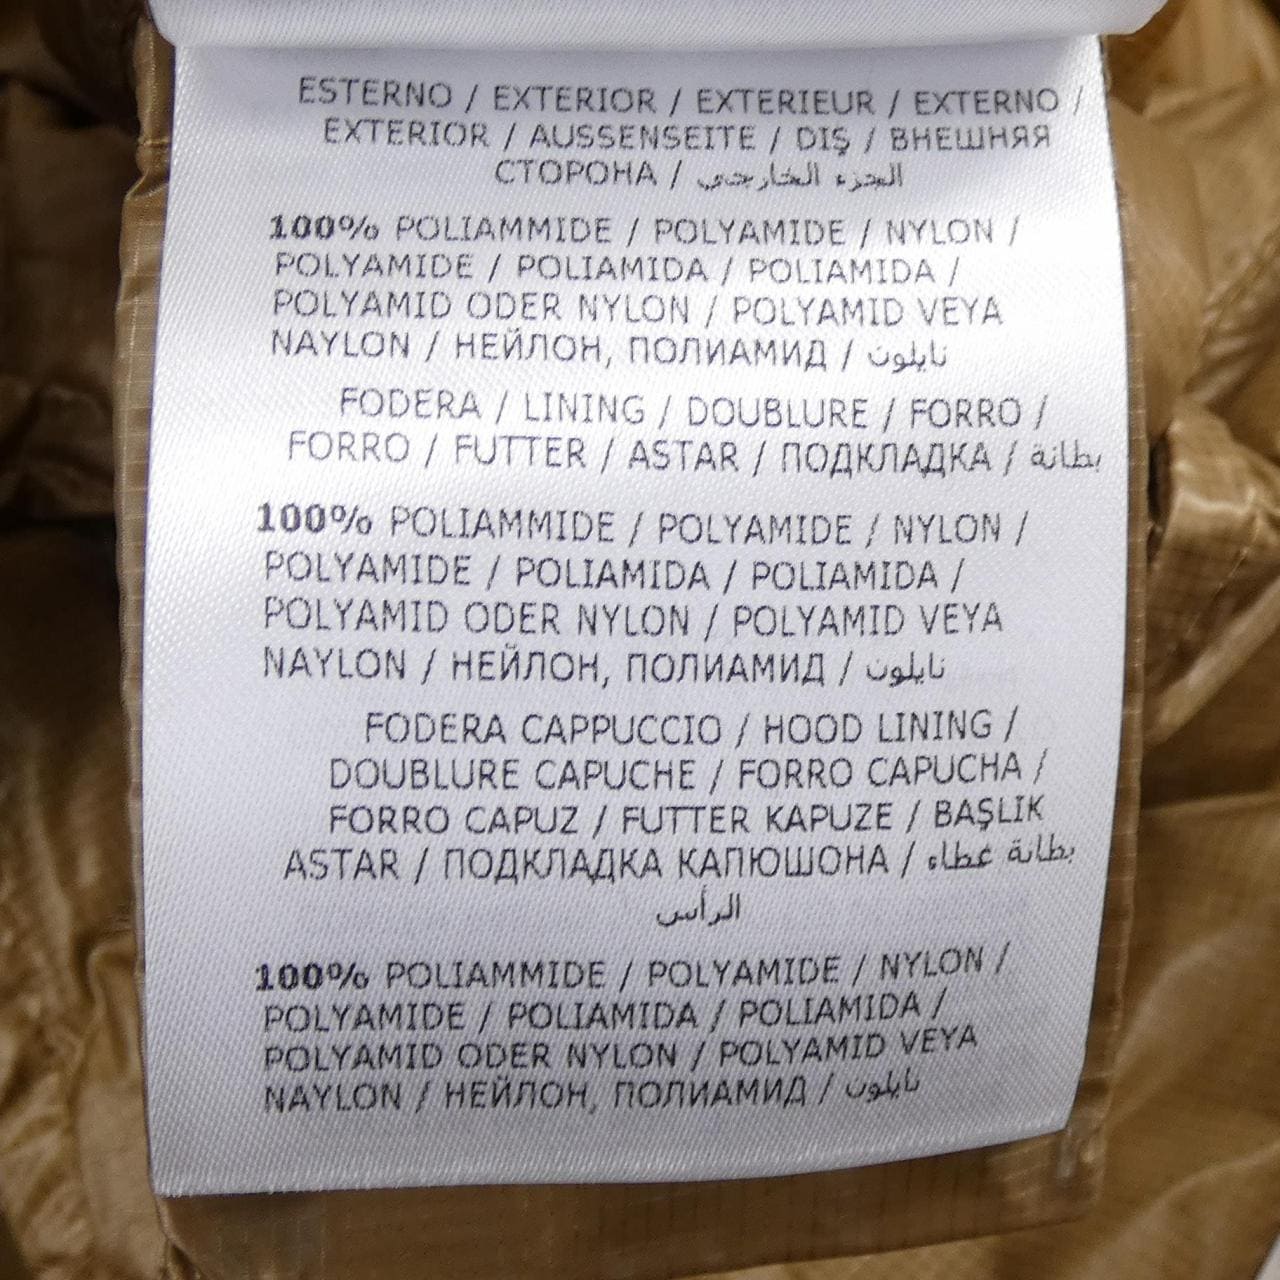 ESTERNO / EXTERIOR / EXTERIEUR / EXTERNO /
EXTERIOR / AUSSENSEITE / DIŞ / ВНЕШНЯЯ
СТОРОНА / الجزء الخارجي
100% POLIAMMIDE / POLYAMIDE / NYLON /
POLYAMIDE / POLIAMIDA / POLIAMIDA /
POLYAMID ODER NYLON / POLYAMID VEYA
NAYLON / НЕЙЛОН, ПОЛИАМИД / نايلون
FODERA / LINING / DOUBLURE / FORRO /
FORRO / FUTTER / ASTAR / ПОДКЛАДКА / بطانة
100% POLIAMMIDE / POLYAMIDE / NYLON /
POLYAMIDE / POLIAMIDA / POLIAMIDA /
POLYAMID ODER NYLON / POLYAMID VEYA
NAYLON / НЕЙЛОН, ПОЛИАМИД / نايلون
FODERA CAPPUCCIO / HOOD LINING /
DOUBLURE CAPUCHE / FORRO CAPUCHA /
FORRO CAPUZ / FUTTER KAPUZE / BAŞLIK
ASTAR / ПОДКЛАДКА КАПЮШОНА / بطانة غطاء
الرأس
100% POLIAMMIDE / POLYAMIDE / NYLON /
POLYAMIDE / POLIAMIDA / POLIAMIDA /
POLYAMID ODER NYLON / POLYAMID VEYA
NAYLON / НЕЙЛОН, ПОЛИАМИД / نايلون